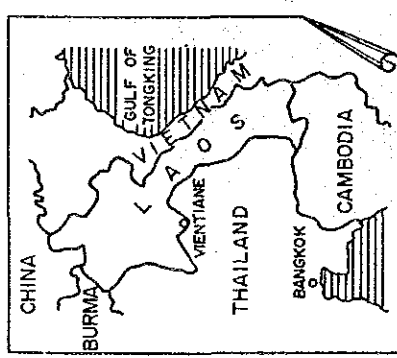 CHINA
BURMA
GULF OF
TONGKING
VIETNAM
LAOS
VIENTIANE
THAILAND
BANGKOK
CAMBODIA